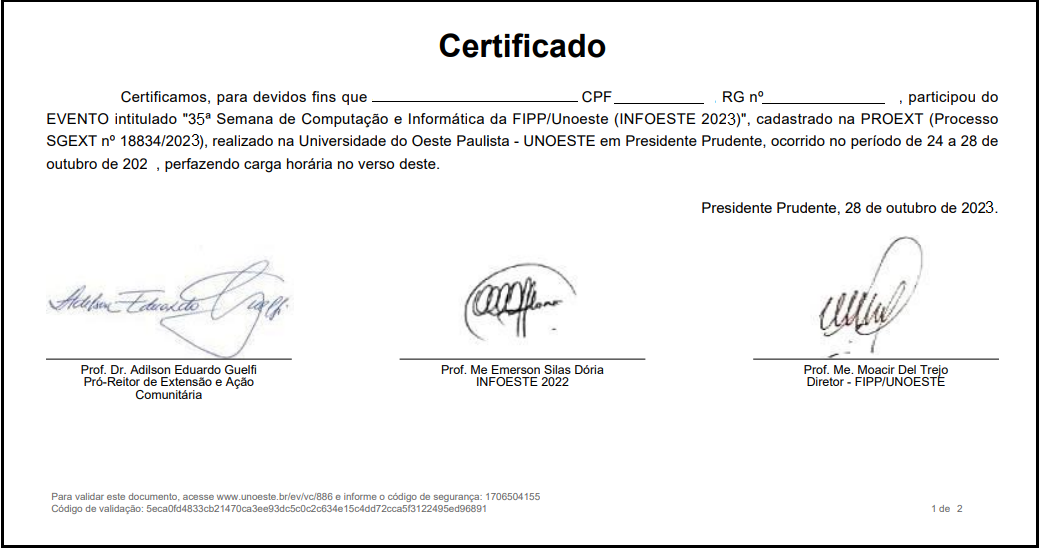 Certificado
Certificamos, para devidos fins que ____________ CPF ____________ RG nº____________ , participou do
EVENTO intitulado "35ª Semana de Computação e Informática da FIPP/Unoeste (INFOESTE 2023)", cadastrado na PROEXT (Processo
SGEXT nº 18834/2023), realizado na Universidade do Oeste Paulista - UNOESTE em Presidente Prudente, ocorrido no período de 24 a 28 de
outubro de 202 , perfazendo carga horária no verso deste.
Presidente Prudente, 28 de outubro de 2023.
Adilson Eduardo Guelfi
Prof. Dr. Adilson Eduardo Guelfi
Pró-Reitor de Extensão e Ação
Comunitária
Prof. Me Emerson Silas Dória
INFOESTE 2022
Prof. Me. Moacir Del Trejo
Diretor - FIPP/UNOESTE
Para validar este documento, acesse www.unoeste.br/ev/vc/886 e informe o código de segurança: 1706504155
Código de validação: 5eca0fd4833cb21470ca3ee93dc5c0c2c634e15c4dd72cca5f3122495ed96891
1 de 2